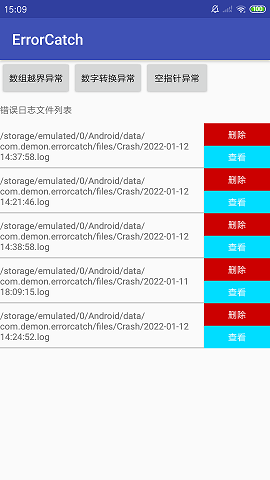 15:09
100
ErrorCatch
数组越界异常 数字转换异常 空指针异常
错误日志文件列表
/storage/emulated/0/Android/data/
com.demon.errorcatch/files/Crash/2022-01-12
14:37:58.log
删除
查看
/storage/emulated/0/Android/data/
com.demon.errorcatch/files/Crash/2022-01-12
14:21:46.log
删除
查看
/storage/emulated/0/Android/data/
com.demon.errorcatch/files/Crash/2022-01-12
14:38:58.log
删除
查看
/storage/emulated/0/Android/data/
com.demon.errorcatch/files/Crash/2022-01-11
18:09:15.log
删除
查看
/storage/emulated/0/Android/data/
com.demon.errorcatch/files/Crash/2022-01-12
14:24:52.log
删除
查看